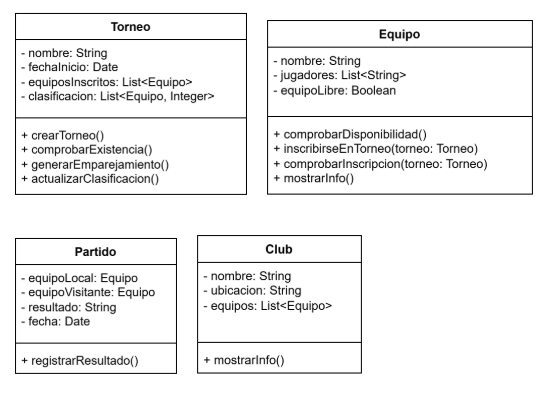 Torneo
- nombre: String
- fechaInicio: Date
- equiposInscritos: List<Equipo>
- clasificacion: List<Equipo, Integer>
+ crearTorneo()
+ comprobarExistencia()
+ generarEmparejamiento()
+ actualizarClasificacion()
Equipo
- nombre: String
- jugadores: List<String>
- equipoLibre: Boolean
+ comprobarDisponibilidad()
+ inscribirseEnTorneo(torneo: Torneo)
+ comprobarInscripcion(torneo: Torneo)
+ mostrarInfo()
Partido
- equipoLocal: Equipo
- equipoVisitante: Equipo
- resultado: String
- fecha: Date
+ registrarResultado()
Club
- nombre: String
- ubicacion: String
- equipos: List<Equipo>
+ mostrarInfo()